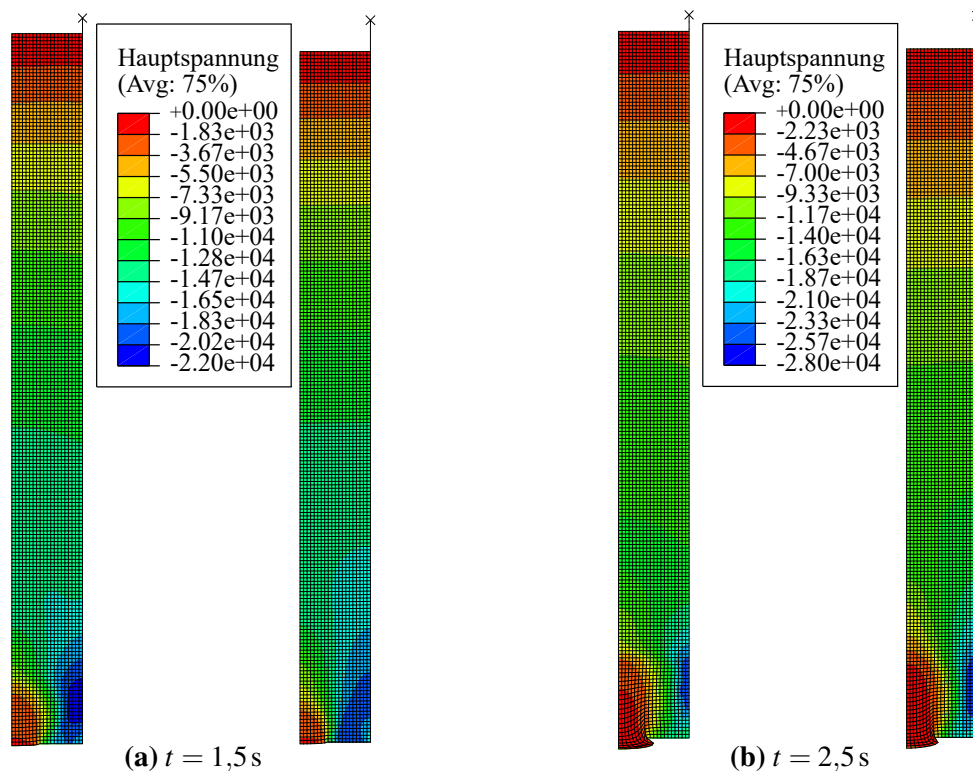 Hauptspannung
(Avg: 75%)
+0.00e+00
-1.83e+03
-3.67e+03
-5.50e+03
-7.33e+03
-9.17e+03
-1.10e+04
-1.28e+04
-1.47e+04
-1.65e+04
-1.83e+04
-2.02e+04
-2.20e+04
(a) t = 1,5 s
Hauptspannung
(Avg: 75%)
+0.00e+00
-2.23e+03
-4.67e+03
-7.00e+03
-9.33e+03
-1.17e+04
-1.40e+04
-1.63e+04
-1.87e+04
-2.10e+04
-2.33e+04
-2.57e+04
-2.80e+04
(b) t = 2,5 s